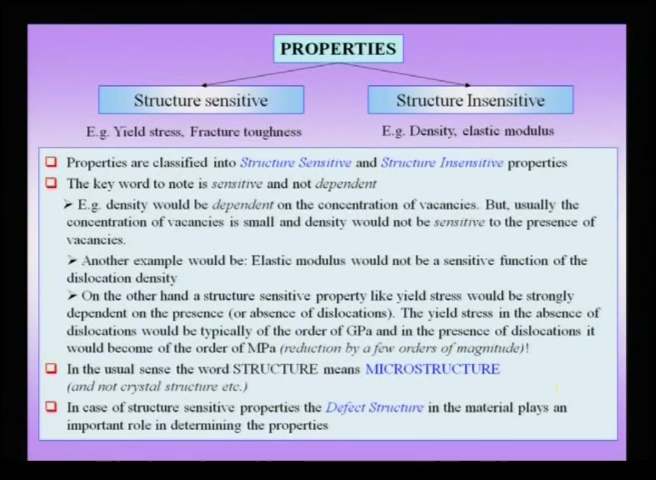 PROPERTIES
Structure sensitive
Structure Insensitive
E.g. Yield stress, Fracture toughness
E.g. Density, elastic modulus
Properties are classified into Structure Sensitive and Structure Insensitive properties
The key word to note is sensitive and not dependent
➢ E.g. density would be dependent on the concentration of vacancies. But, usually the
concentration of vacancies is small and density would not be sensitive to the presence of
vacancies.
➢ Another example would be: Elastic modulus would not be a sensitive function of the
dislocation density
➢ On the other hand a structure sensitive property like yield stress would be strongly
dependent on the presence (or absence of dislocations). The yield stress in the absence of
dislocations would be typically of the order of GPa and in the presence of dislocations it
would become of the order of MPa (reduction by a few orders of magnitude)!
In the usual sense the word STRUCTURE means MICROSTRUCTURE
(and not crystal structure etc.)
In case of structure sensitive properties the Defect Structure in the material plays an
important role in determining the properties